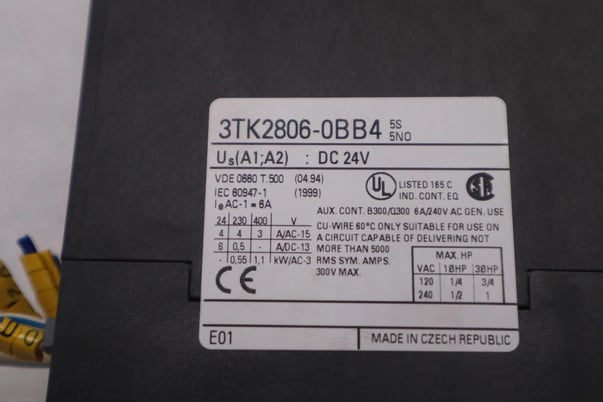 3TK2806-0BB4 5S
5NO
Us(A1;A2) : DC 24V
VDE 0660 T.500 (04.94)
IEC 60947-1 (1999)
Ie AC-1 = 6A
UL LISTED 165 C
IND. CONT. EQ.
AUX. CONT. B300/Q300 6A/240V AC GEN. USE
24 230 400 V
4 4 3 A/AC-15
6 0,5 - A/DC-13
- 0,55 1,1 kW/AC-3
CU-WIRE 60°C ONLY SUITABLE FOR USE ON
A CIRCUIT CAPABLE OF DELIVERING NOT
MORE THAN 5000
RMS SYM. AMPS.
300V MAX.
MAX. HP
VAC 1ØHP 3ØHP
120 1/4 3/4
240 1/2 1
CE
E01
MADE IN CZECH REPUBLIC